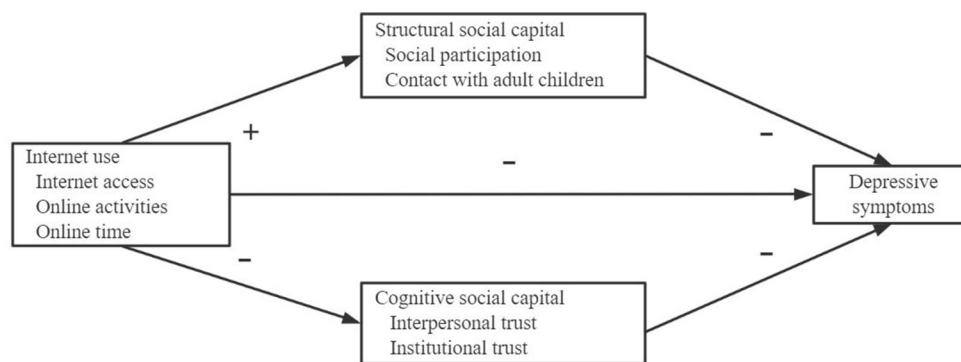 Structural social capital
Social participation
Contact with adult children
+
-
-
Internet use
Internet access
Online activities
Online time
Depressive
symptoms
-
-
Cognitive social capital
Interpersonal trust
Institutional trust